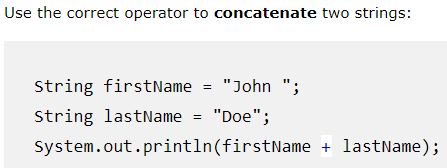 Use the correct operator to concatenate two strings:
String firstName = "John ";
String lastName = "Doe";
System.out.println(firstName + lastName);